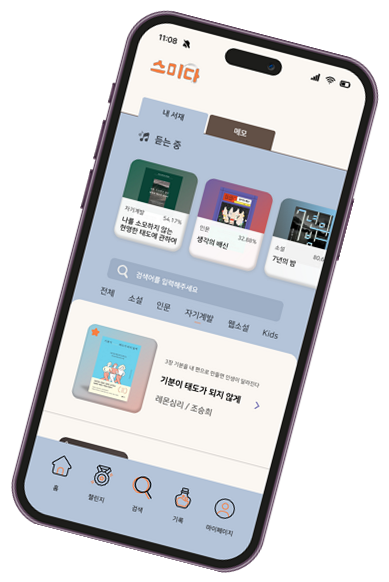 11:08
스미다
내 서재
메모
듣는 중
자기계발
54.17%
나를 소모하지 않는
현명한 태도에 관하여
인문
32.88%
생각의 배신
소설
80.6
7년의 밤
검색어를 입력해주세요
전체 소설 인문 자기계발 웹소설 Kids
3장 기분을 내 편으로 만들면 인생이 달라진다
기분이 태도가 되지 않게
레몬심리 / 조승희
홈
챌린지
검색
기록
마이페이지